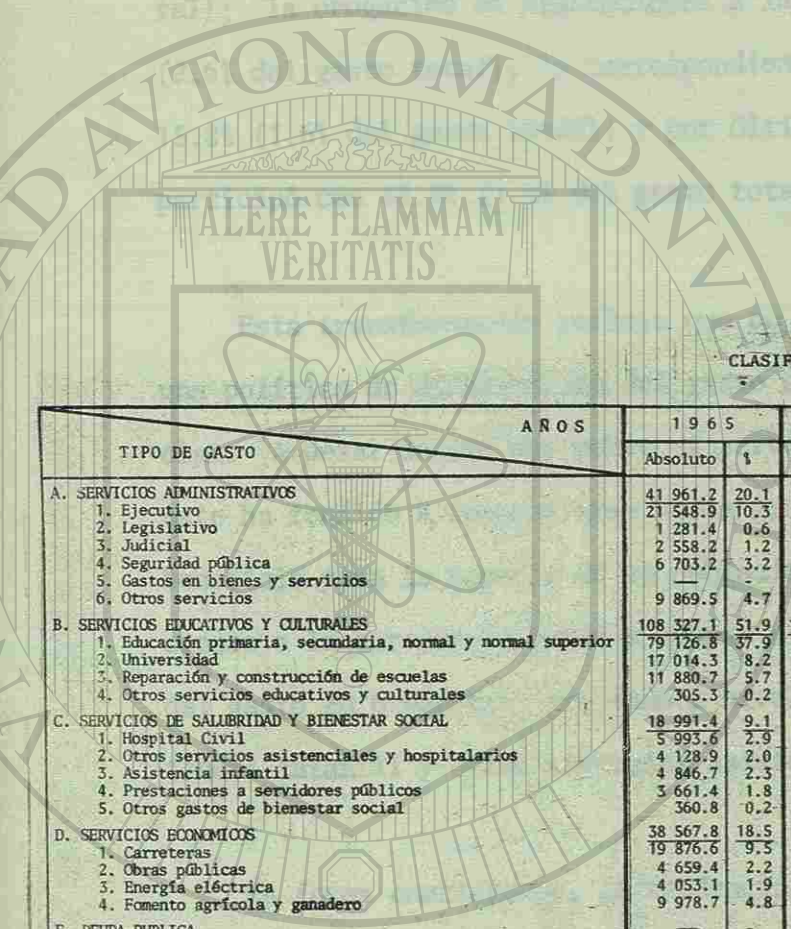 AUTONOMA DE NUEVO
ALERE FLAMMAM
VERITATIS
CLASIF
AÑOS
TIPO DE GASTO
1965
Absoluto %
A. SERVICIOS ADMINISTRATIVOS 41 961.2 20.1
1. Ejecutivo 21 548.9 10.3
2. Legislativo 1 281.4 0.6
3. Judicial 2 558.2 1.2
4. Seguridad pública 6 703.2 3.2
5. Gastos en bienes y servicios — -
6. Otros servicios 9 869.5 4.7
B. SERVICIOS EDUCATIVOS Y CULTURALES 108 327.1 51.9
1. Educación primaria, secundaria, normal y normal superior 79 126.8 37.9
2. Universidad 17 014.3 8.2
3. Reparación y construcción de escuelas 11 880.7 5.7
4. Otros servicios educativos y culturales 305.3 0.2
C. SERVICIOS DE SALUBRIDAD Y BIENESTAR SOCIAL 18 991.4 9.1
1. Hospital Civil 5 993.6 2.9
2. Otros servicios asistenciales y hospitalarios 4 128.9 2.0
3. Asistencia infantil 4 846.7 2.3
4. Prestaciones a servidores públicos 3 661.4 1.8
5. Otros gastos de bienestar social 360.8 0.2
D. SERVICIOS ECONOMICOS 38 567.8 18.5
1. Carreteras 19 876.6 9.5
2. Obras públicas 4 659.4 2.2
3. Energía eléctrica 4 053.1 1.9
4. Fomento agrícola y ganadero 9 978.7 4.8
E. DEUDA PUBLICA